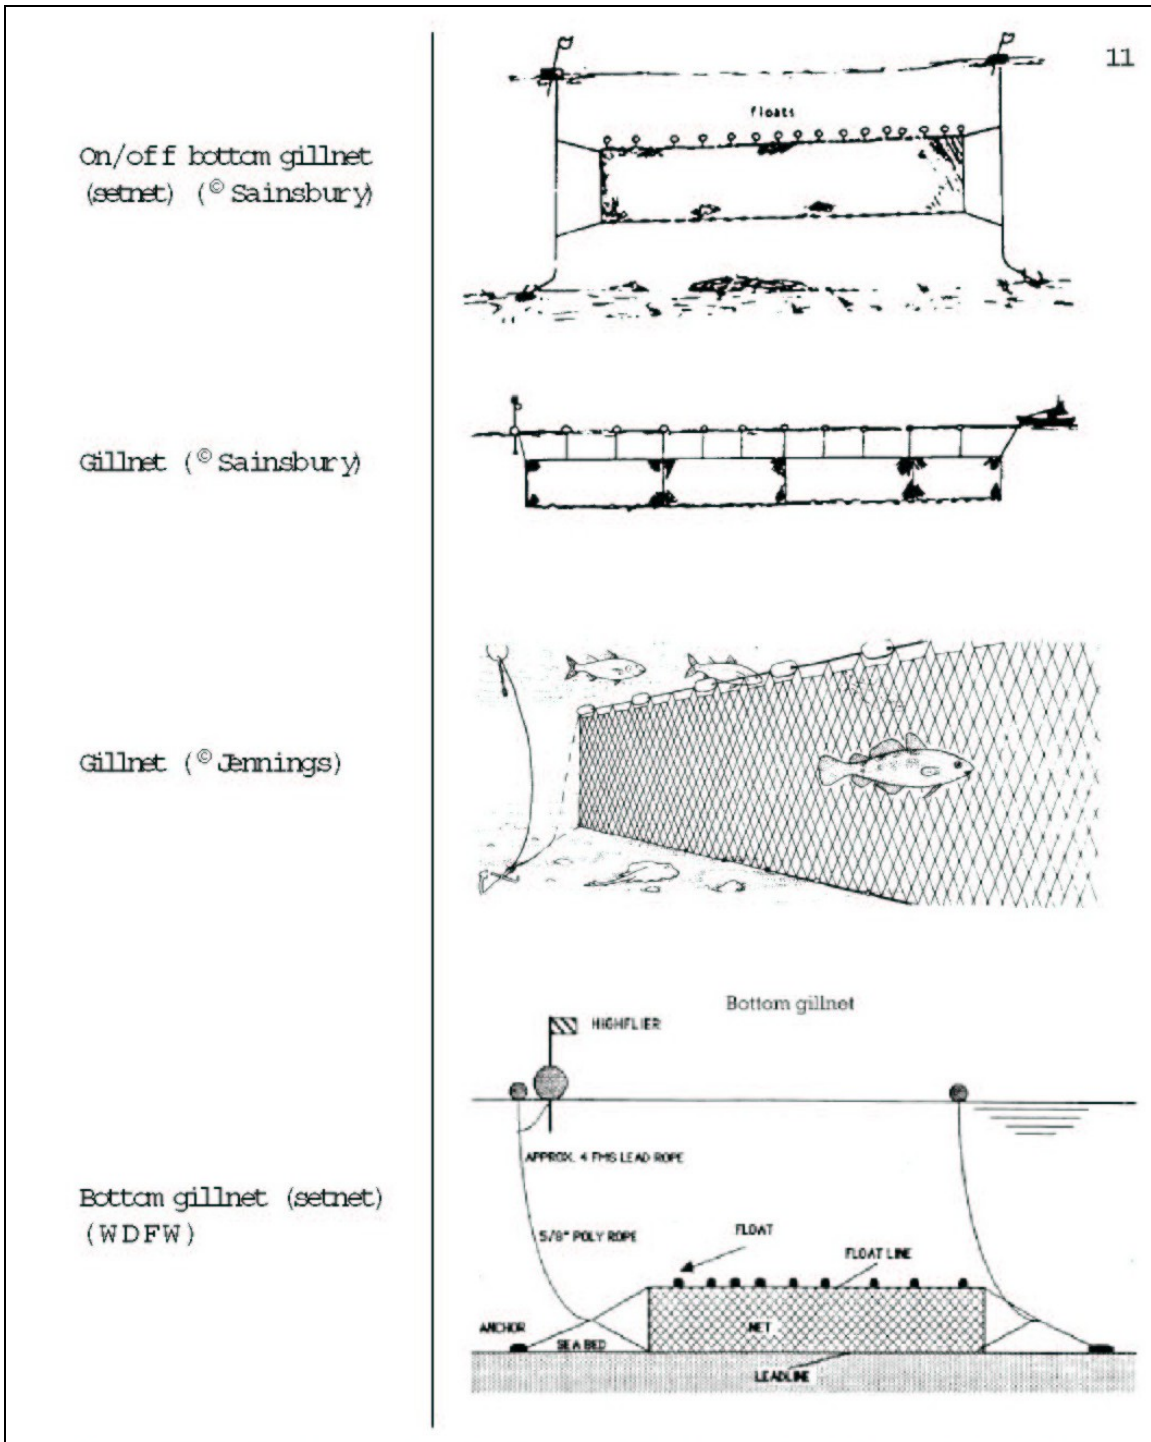 11
On/off bottom gillnet
(setnet) (© Sainsbury)
floats
Gillnet (© Sainsbury)
Gillnet (© Jennings)
Bottom gillnet
HIGHFLIER
APPROX. 4 FMS LEAD ROPE
5/8" POLY ROPE
FLOAT
FLOAT LINE
Bottom gillnet (setnet)
(WDFW)
ANCHOR
SEA BED
NET
LEADLINE